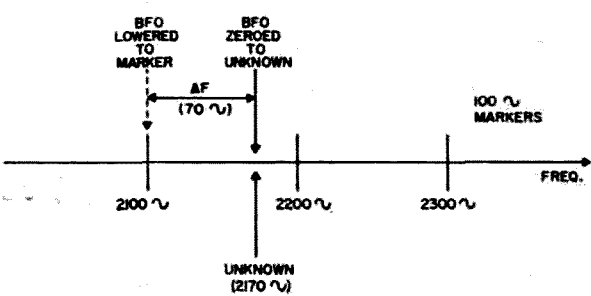 BFO
LOWERED
TO
MARKER
BFO
ZEROED
TO
UNKNOWN
ΔF
(70 ∿)
100 ∿
MARKERS
FREQ.
2100 ∿
2200 ∿
2300 ∿
UNKNOWN
(2170 ∿)